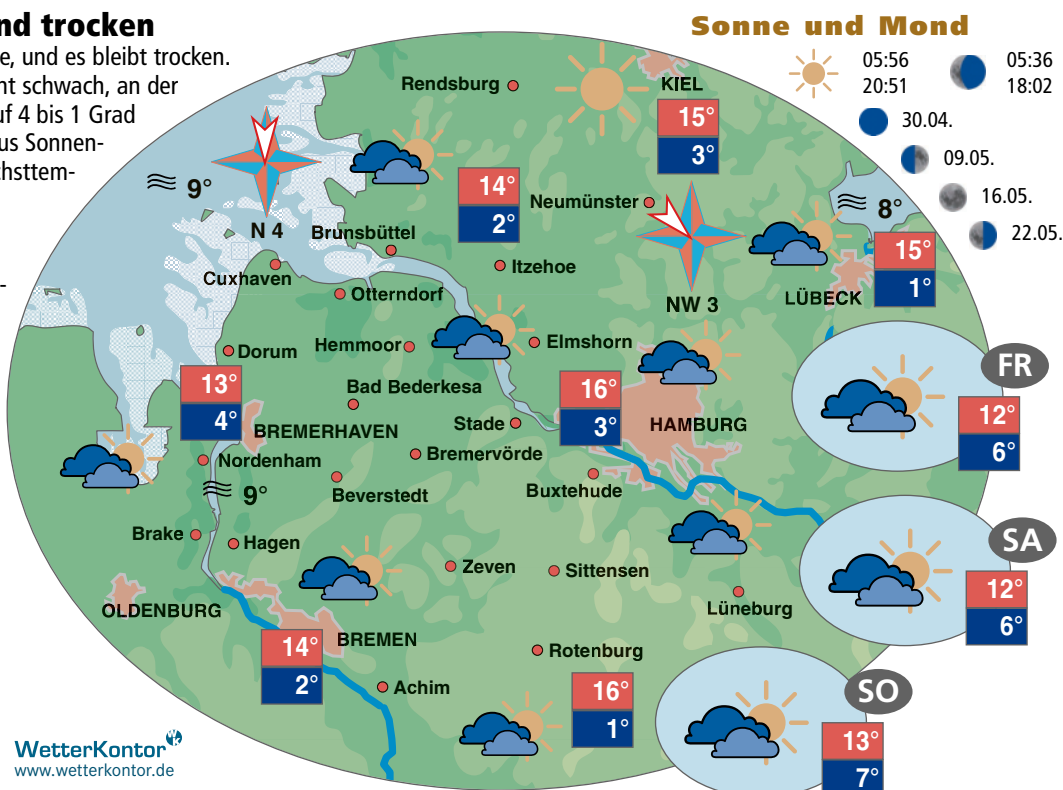 nd trocken
e, und es bleibt trocken.
nt schwach, an der
uf 4 bis 1 Grad
us Sonnen-
chsttem-
-
Sonne und Mond
05:56
20:51
05:36
18:02
30.04.
09.05.
16.05.
22.05.
Rendsburg
KIEL
15°
3°
9°
N 4
14°
2°
Neumünster
8°
Brunsbüttel
Cuxhaven
Itzehoe
Otterndorf
NW 3
LÜBECK
15°
1°
Dorum
Hemmoor
Elmshorn
13°
4°
Bad Bederkesa
16°
3°
BREMERHAVEN
Stade
HAMBURG
Nordenham
Bremervörde
9°
Beverstedt
Buxtehude
Brake
Hagen
Zeven
Sittensen
OLDENBURG
Lüneburg
BREMEN
14°
2°
Rotenburg
Achim
16°
1°
FR
12°
6°
SA
12°
6°
SO
13°
7°
WetterKontor
www.wetterkontor.de